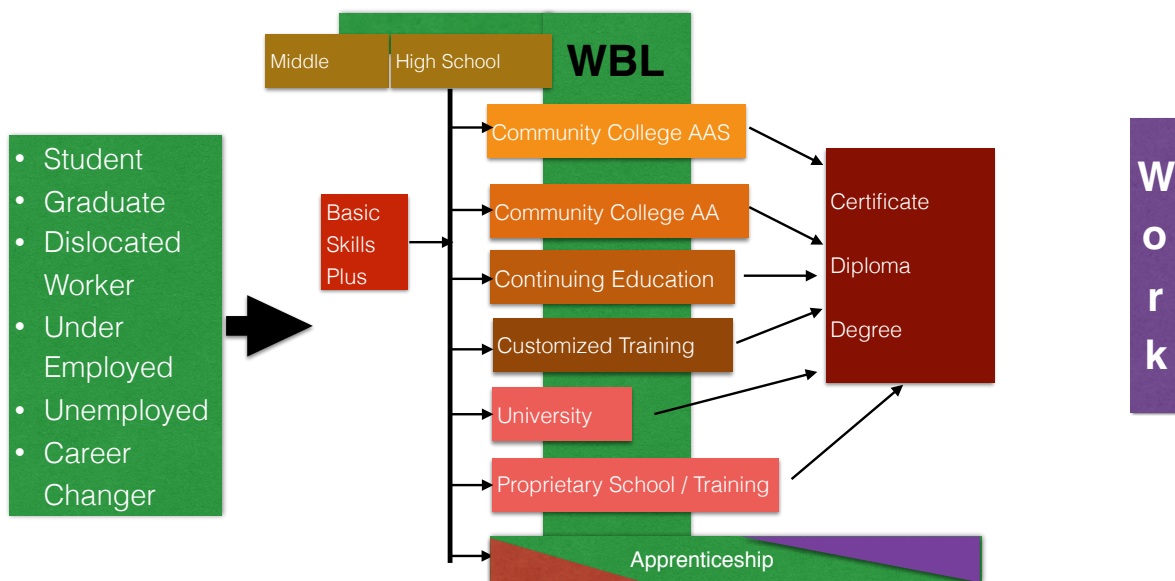 Middle
High School
WBL
• Student
• Graduate
• Dislocated
Worker
• Under
Employed
• Unemployed
• Career
Changer
Basic
Skills
Plus
Community College AAS
Community College AA
Continuing Education
Customized Training
University
Proprietary School / Training
Apprenticeship
Certificate
Diploma
Degree
W
o
r
k